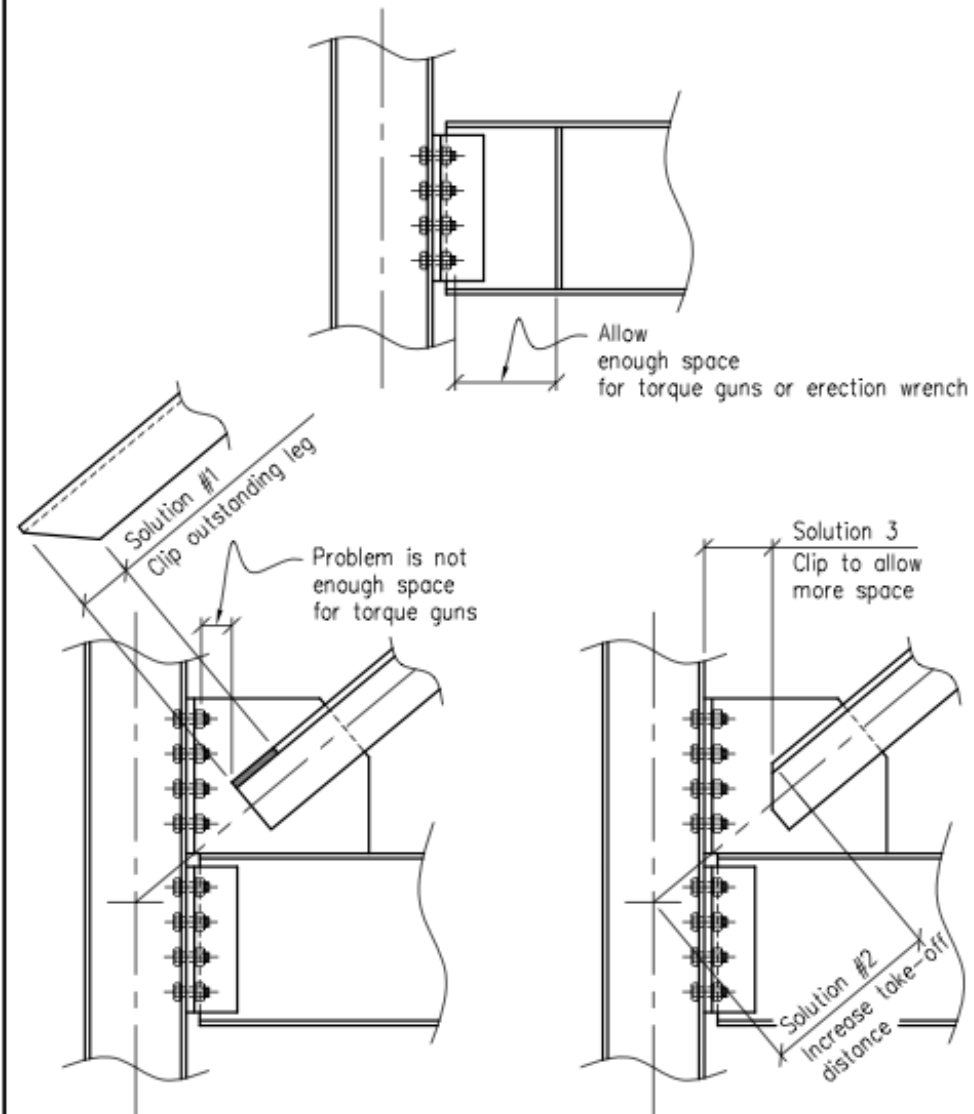 Allow
enough space
for torque guns or erection wrench
Solution #1
Clip outstanding leg
Problem is not
enough space
for torque guns
Solution 3
Clip to allow
more space
Solution #2
Increase take-off
distance